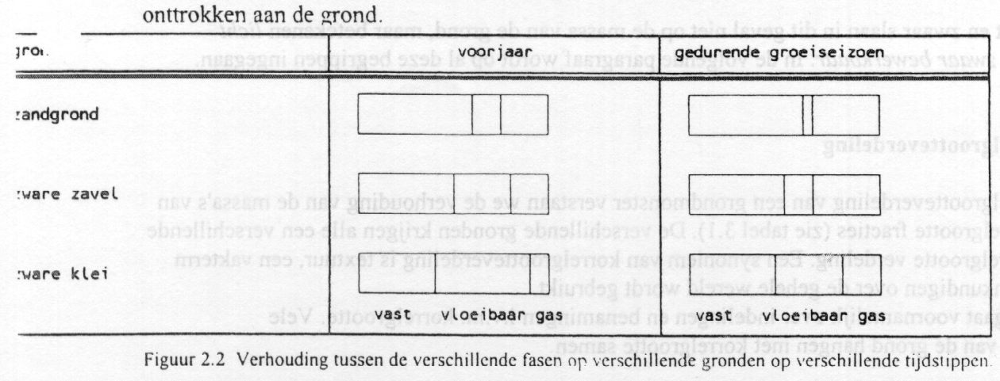 onttrokken aan de grond.
voorjaar gedurende groeiseizoen
zandgrond
zware zavel
zware klei
vast vloeibaar gas vast vloeibaar gas
Figuur 2.2 Verhouding tussen de verschillende fasen op verschillende gronden op verschillende tijdstippen.